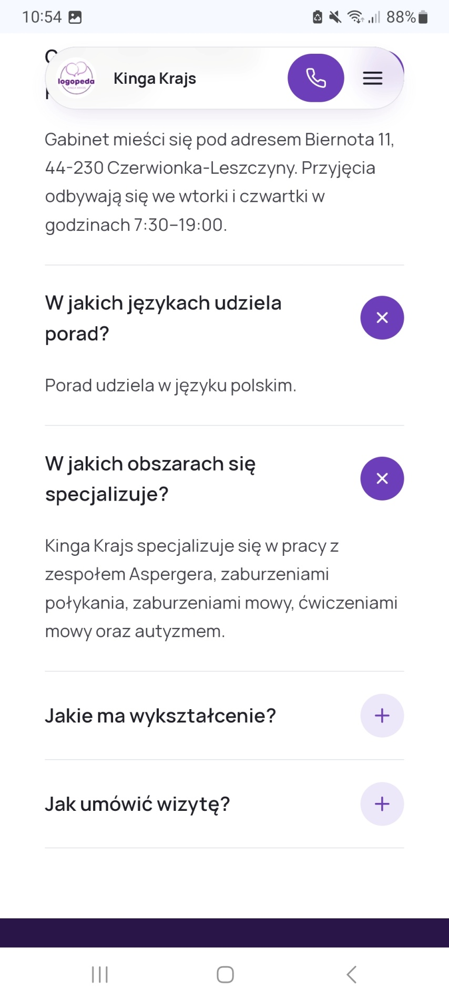 10:54
88%
logopeda
Kinga Krajs
Gabinet mieści się pod adresem Biernota 11,
44-230 Czerwionka-Leszczyny. Przyjęcia
odbywają się we wtorki i czwartki w
godzinach 7:30–19:00.
W jakich językach udziela
porad?
Porad udziela w języku polskim.
W jakich obszarach się
specjalizuje?
Kinga Krajs specjalizuje się w pracy z
zespołem Aspergera, zaburzeniami
połykania, zaburzeniami mowy, ćwiczeniami
mowy oraz autyzmem.
Jakie ma wykształcenie?
Jak umówić wizytę?